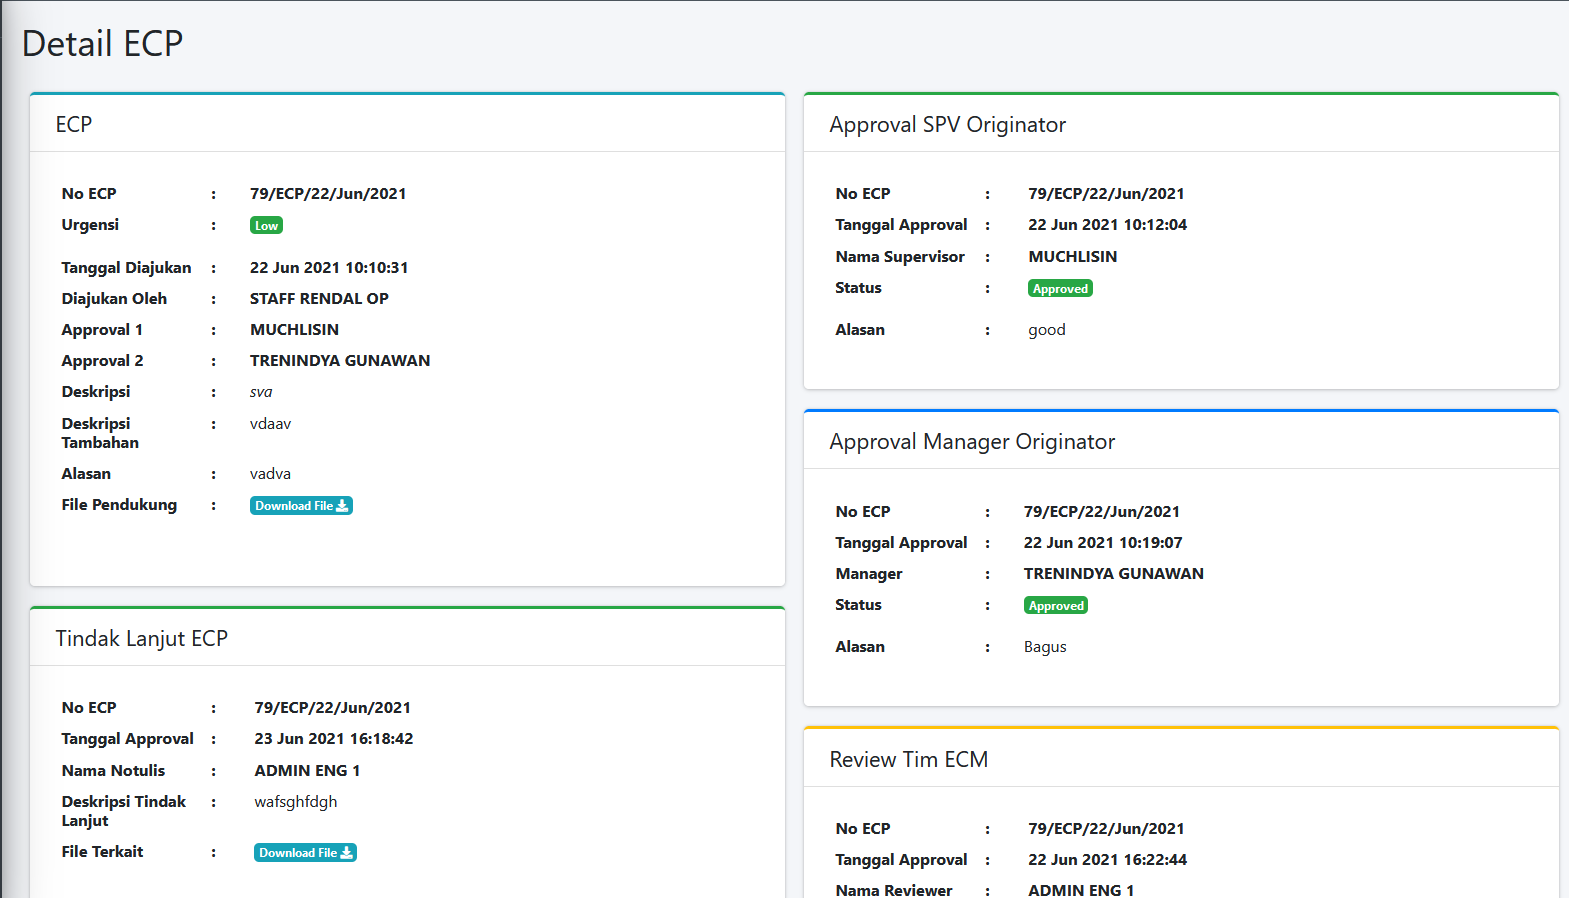 Detail ECP
ECP
No ECP : 79/ECP/22/Jun/2021
Urgensi : Low
Tanggal Diajukan : 22 Jun 2021 10:10:31
Diajukan Oleh : STAFF RENDAL OP
Approval 1 : MUCHLISIN
Approval 2 : TRENINDYA GUNAWAN
Deskripsi : sva
Deskripsi : vdaav
Tambahan
Alasan : vadva
File Pendukung : Download File
Tindak Lanjut ECP
No ECP : 79/ECP/22/Jun/2021
Tanggal Approval : 23 Jun 2021 16:18:42
Nama Notulis : ADMIN ENG 1
Deskripsi Tindak : wafsghfdgh
Lanjut
File Terkait : Download File
Approval SPV Originator
No ECP : 79/ECP/22/Jun/2021
Tanggal Approval : 22 Jun 2021 10:12:04
Nama Supervisor : MUCHLISIN
Status : Approved
Alasan : good
Approval Manager Originator
No ECP : 79/ECP/22/Jun/2021
Tanggal Approval : 22 Jun 2021 10:19:07
Manager : TRENINDYA GUNAWAN
Status : Approved
Alasan : Bagus
Review Tim ECM
No ECP : 79/ECP/22/Jun/2021
Tanggal Approval : 22 Jun 2021 16:22:44
Nama Reviewer : ADMIN ENG 1